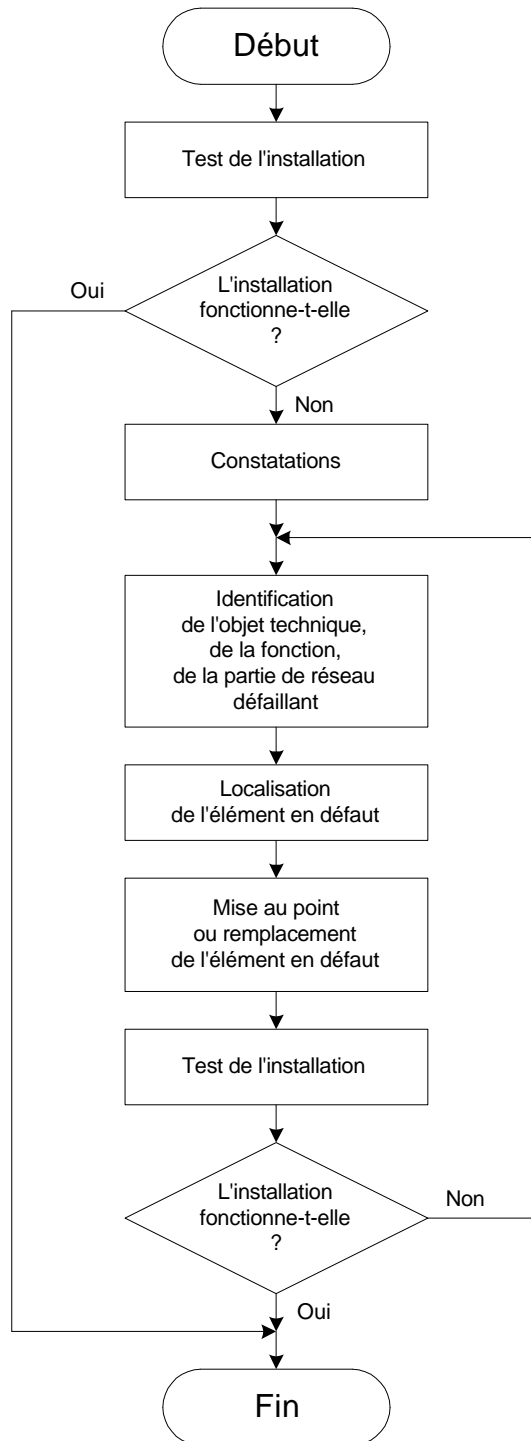 Début
Test de l'installation
Oui
L'installation
fonctionne-t-elle
?
Non
Constatations
Identification
de l'objet technique,
de la fonction,
de la partie de réseau
défaillant
Localisation
de l'élément en défaut
Mise au point
ou remplacement
de l'élément en défaut
Test de l'installation
L'installation
fonctionne-t-elle
?
Non
Oui
Fin